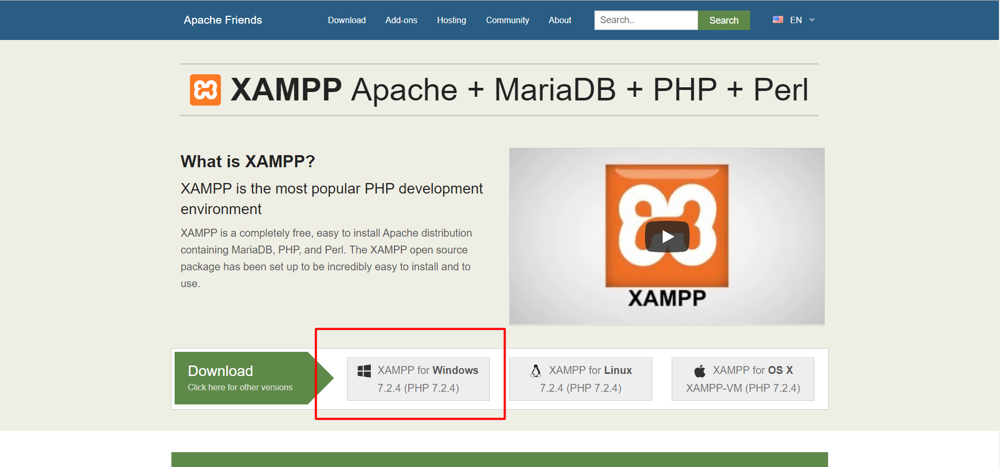 Apache Friends
Download
Add-ons
Hosting
Community
About
Search..
Search
EN
XAMPP Apache + MariaDB + PHP + Perl
What is XAMPP?
XAMPP is the most popular PHP development
environment
XAMPP is a completely free, easy to install Apache distribution
containing MariaDB, PHP, and Perl. The XAMPP open source
package has been set up to be incredibly easy to install and to
use.
XAMPP
Download
Click here for other versions
XAMPP for Windows
7.2.4 (PHP 7.2.4)
XAMPP for Linux
7.2.4 (PHP 7.2.4)
XAMPP for OS X
XAMPP-VM (PHP 7.2.4)